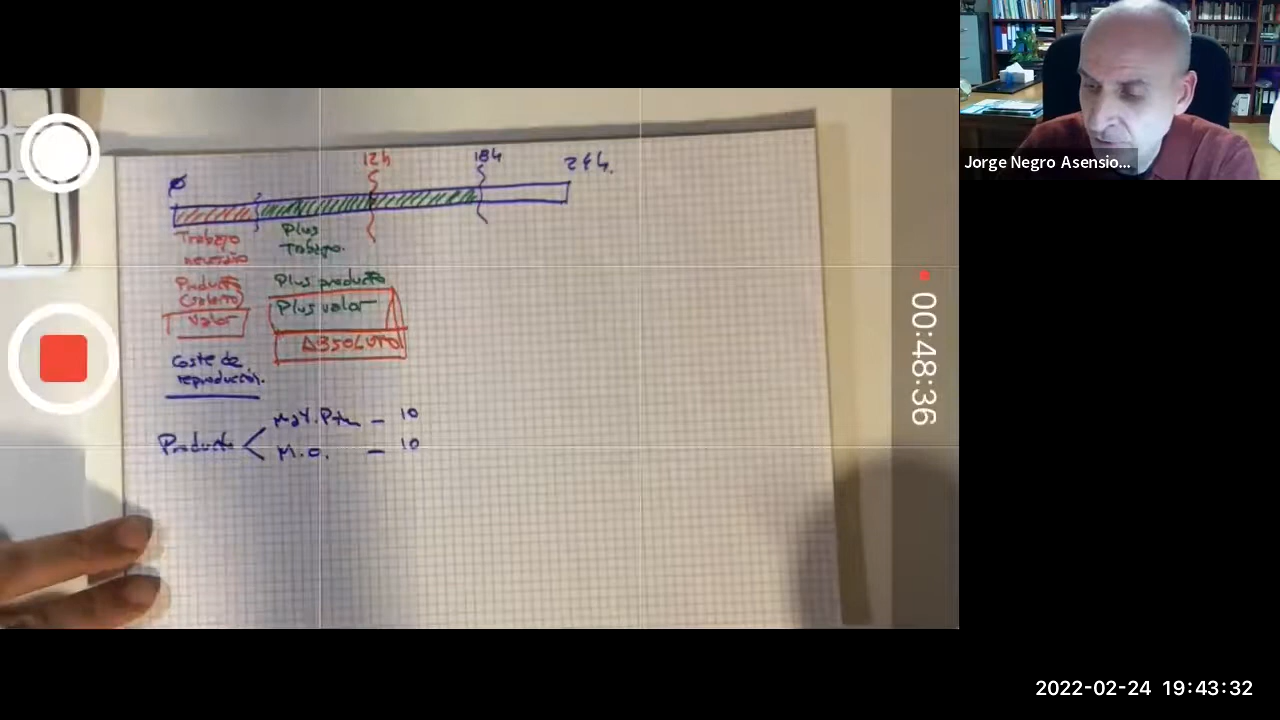 Ø 12h 18h 24h.
Trabajo
necesario
Plus
Trabajo.
Producto
(salario)
Valor
Plus producto
Plus valor
ABSOLUTO
Coste de
reproducción.
Producto < Mat. Prim — 10
M.O. — 10
00:48:36
Jorge Negro Asensio...
2022-02-24 19:43:32